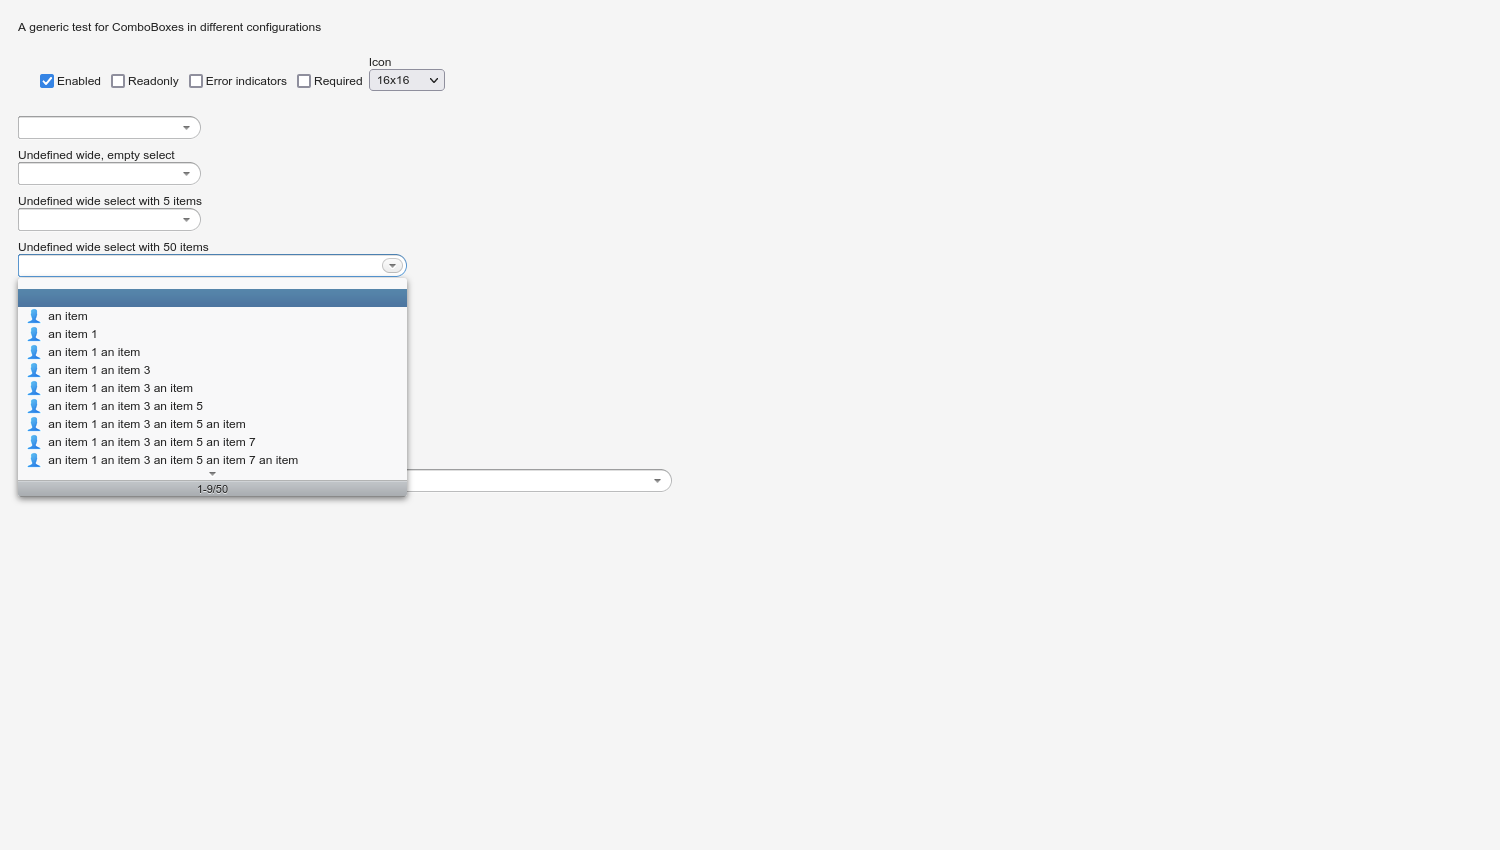 A generic test for ComboBoxes in different configurations
Icon
Enabled Readonly Error indicators Required 16x16
Undefined wide, empty select
Undefined wide select with 5 items
Undefined wide select with 50 items
an item
an item 1
an item 1 an item
an item 1 an item 3
an item 1 an item 3 an item
an item 1 an item 3 an item 5
an item 1 an item 3 an item 5 an item
an item 1 an item 3 an item 5 an item 7
an item 1 an item 3 an item 5 an item 7 an item
1-9/50